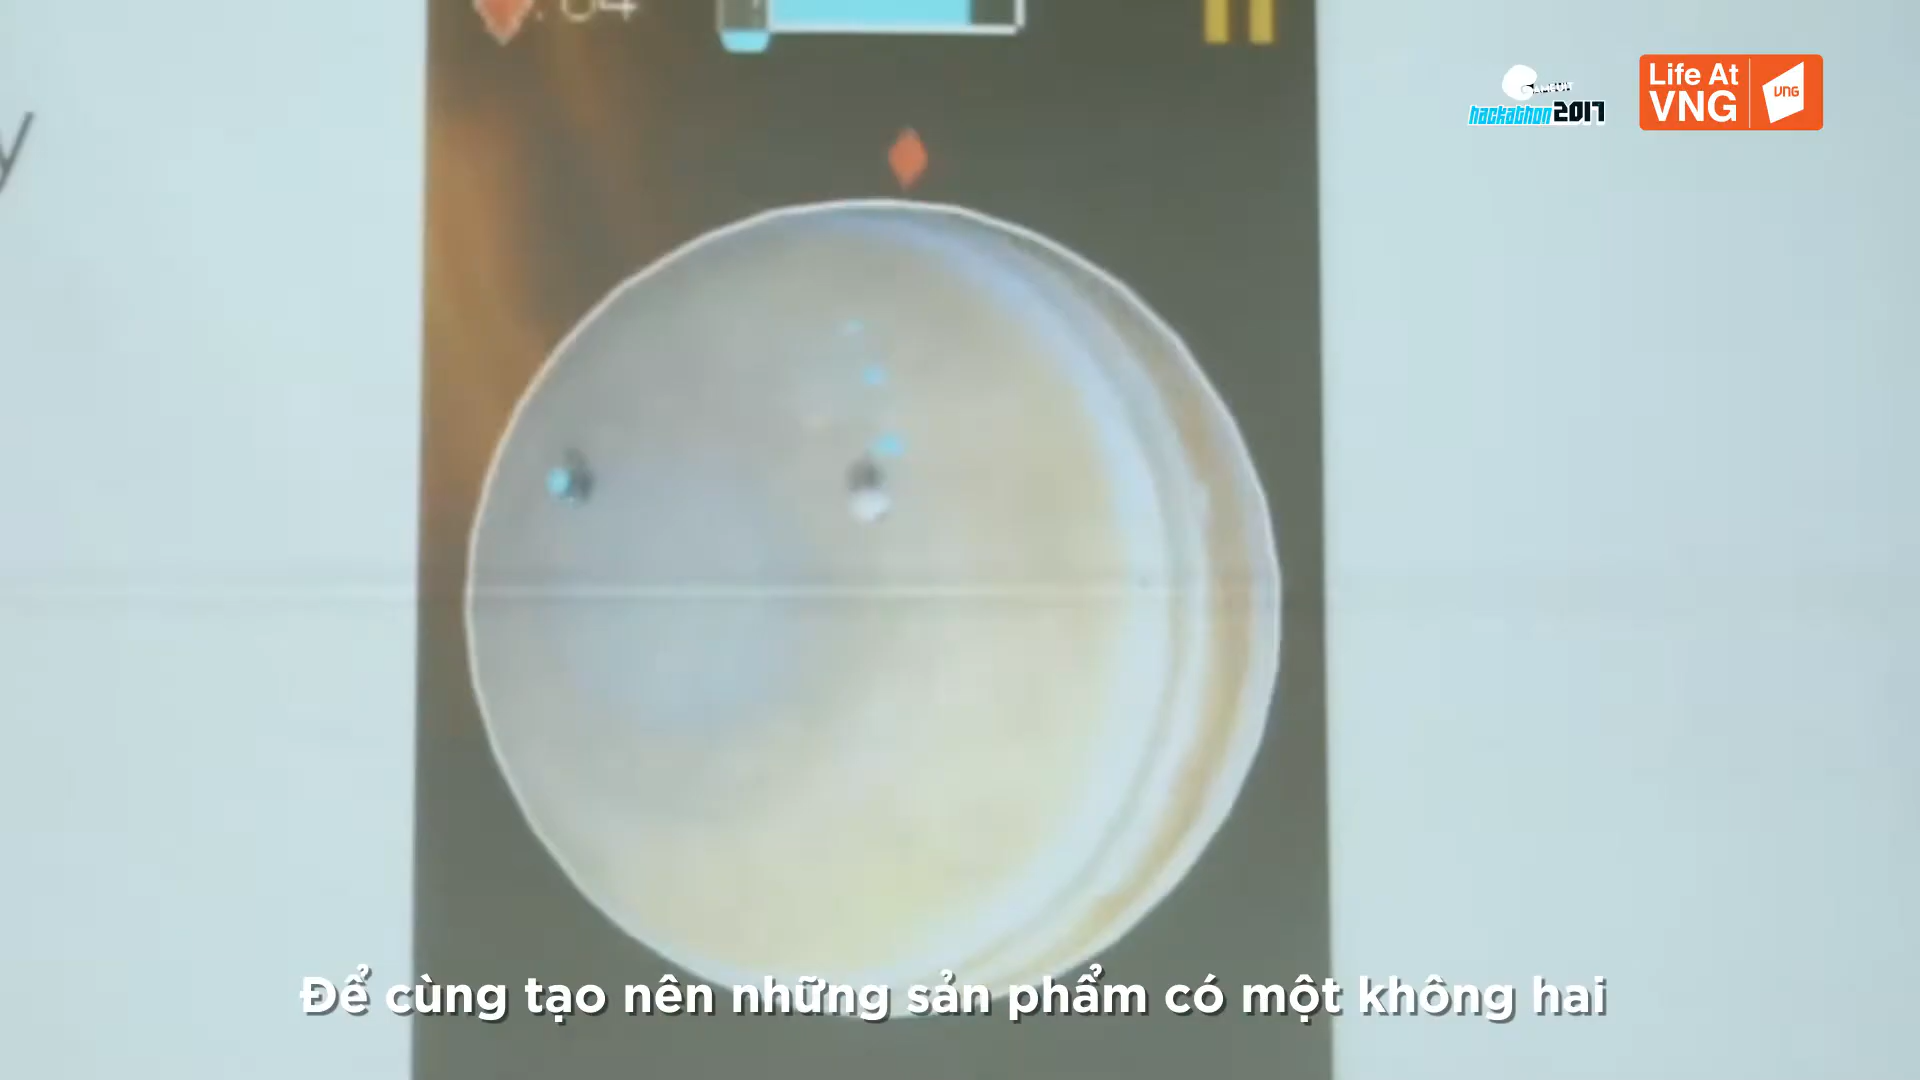 Life At
VNG
VNG
hackathon2017
y
Để cùng tạo nên những sản phẩm có một không hai